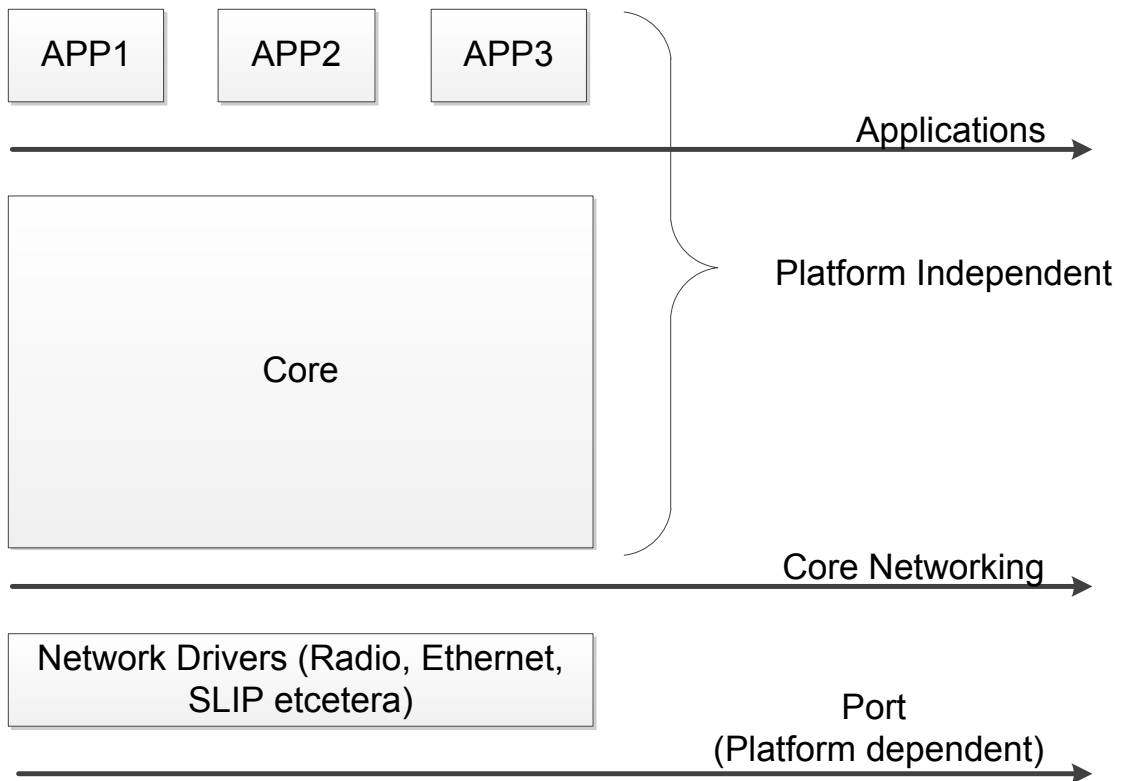 APP1
APP2
APP3
Applications
Platform Independent
Core
Core Networking
Network Drivers (Radio, Ethernet,
SLIP etcetera)
Port
(Platform dependent)